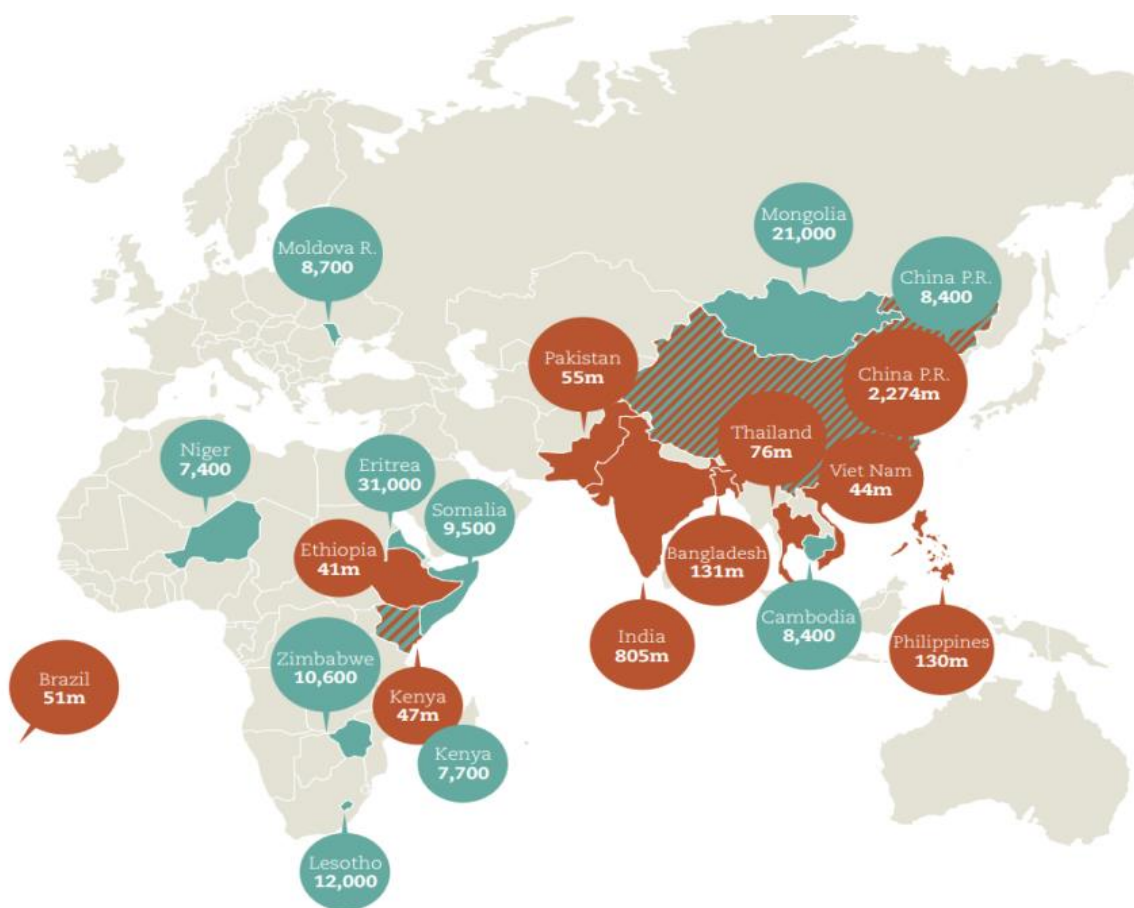 Mongolia
21,000
Moldova R.
8,700
China P.R.
8,400
Pakistan
55m
China P.R.
2,274m
Thailand
76m
Niger
7,400
Eritrea
31,000
Viet Nam
44m
Somalia
9,500
Ethiopia
41m
Bangladesh
131m
Cambodia
8,400
India
805m
Philippines
130m
Zimbabwe
10,600
Brazil
51m
Kenya
47m
Kenya
7,700
Lesotho
12,000